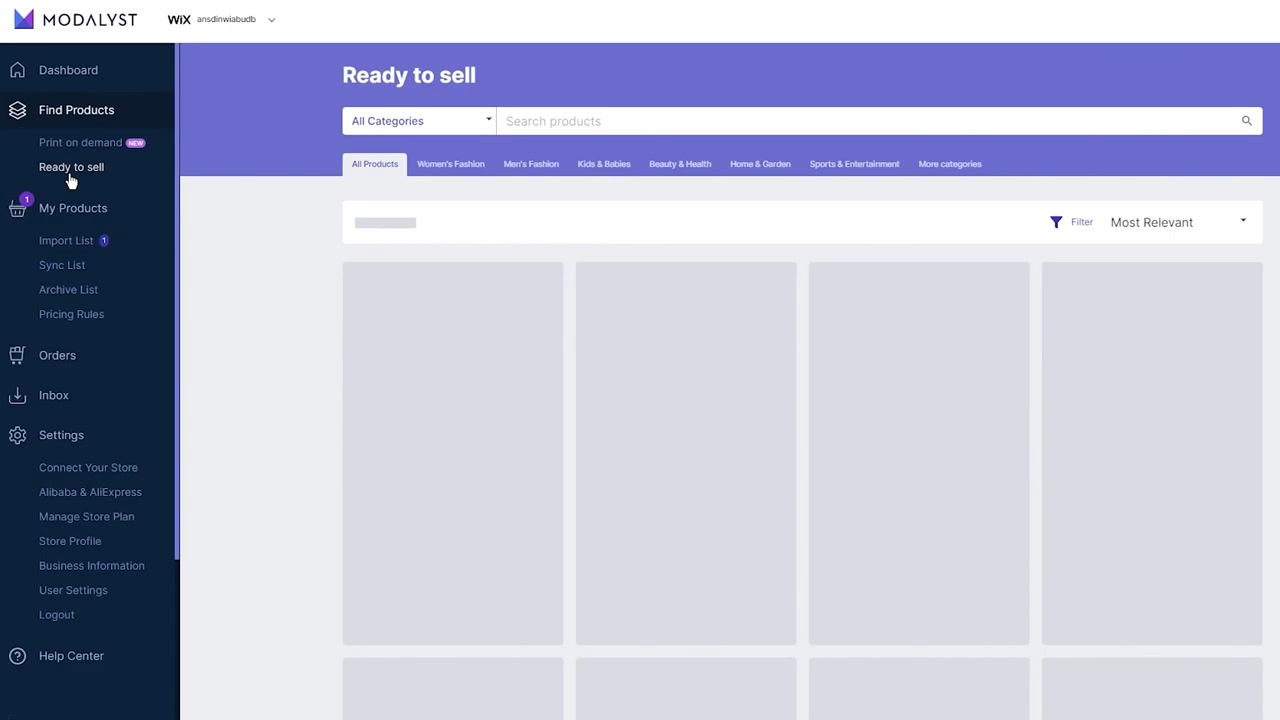 MODALYST
WiX ansdinwiabudb
Dashboard
Find Products
Print on demand NEW
Ready to sell
1
My Products
Import List 1
Sync List
Archive List
Pricing Rules
Orders
Inbox
Settings
Connect Your Store
Alibaba & AliExpress
Manage Store Plan
Store Profile
Business Information
User Settings
Logout
Help Center
Ready to sell
All Categories Search products
All Products Women's Fashion Men's Fashion Kids & Babies Beauty & Health Home & Garden Sports & Entertainment More categories
Filter Most Relevant